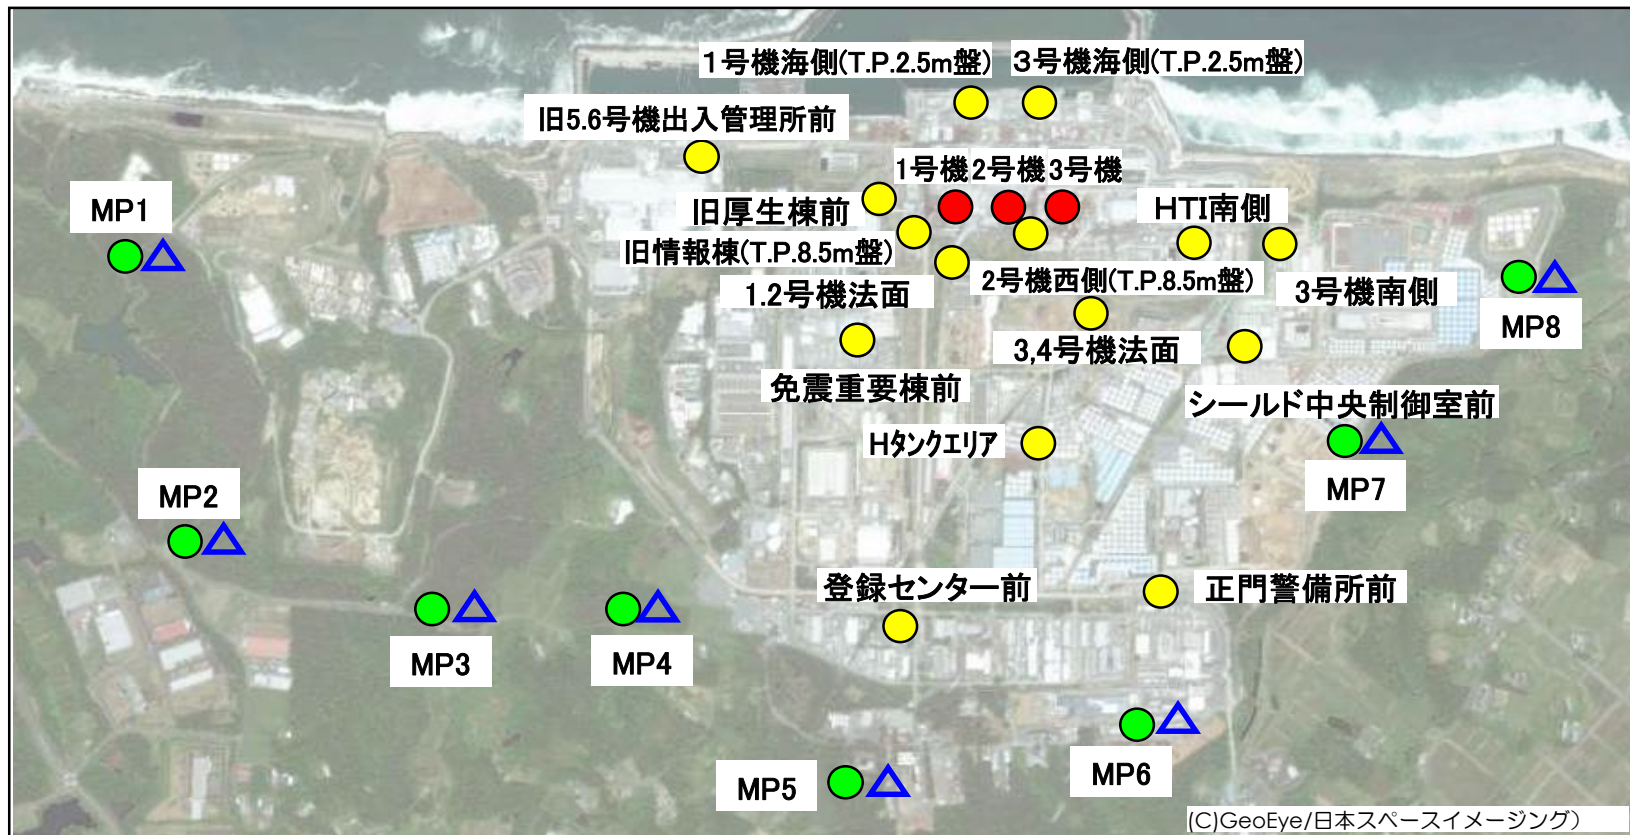 1号機海側(T.P.2.5m盤)
3号機海側(T.P.2.5m盤)
旧5.6号機出入管理所前
1号機
2号機
3号機
MP1
旧厚生棟前
HTI南側
旧情報棟(T.P.8.5m盤)
2号機西側(T.P.8.5m盤)
1.2号機法面
3号機南側
MP8
3,4号機法面
免震重要棟前
シールド中央制御室前
Hタンクエリア
MP7
MP2
登録センター前
正門警備所前
MP3
MP4
MP6
MP5
(C)GeoEye/日本スペースイメージング）